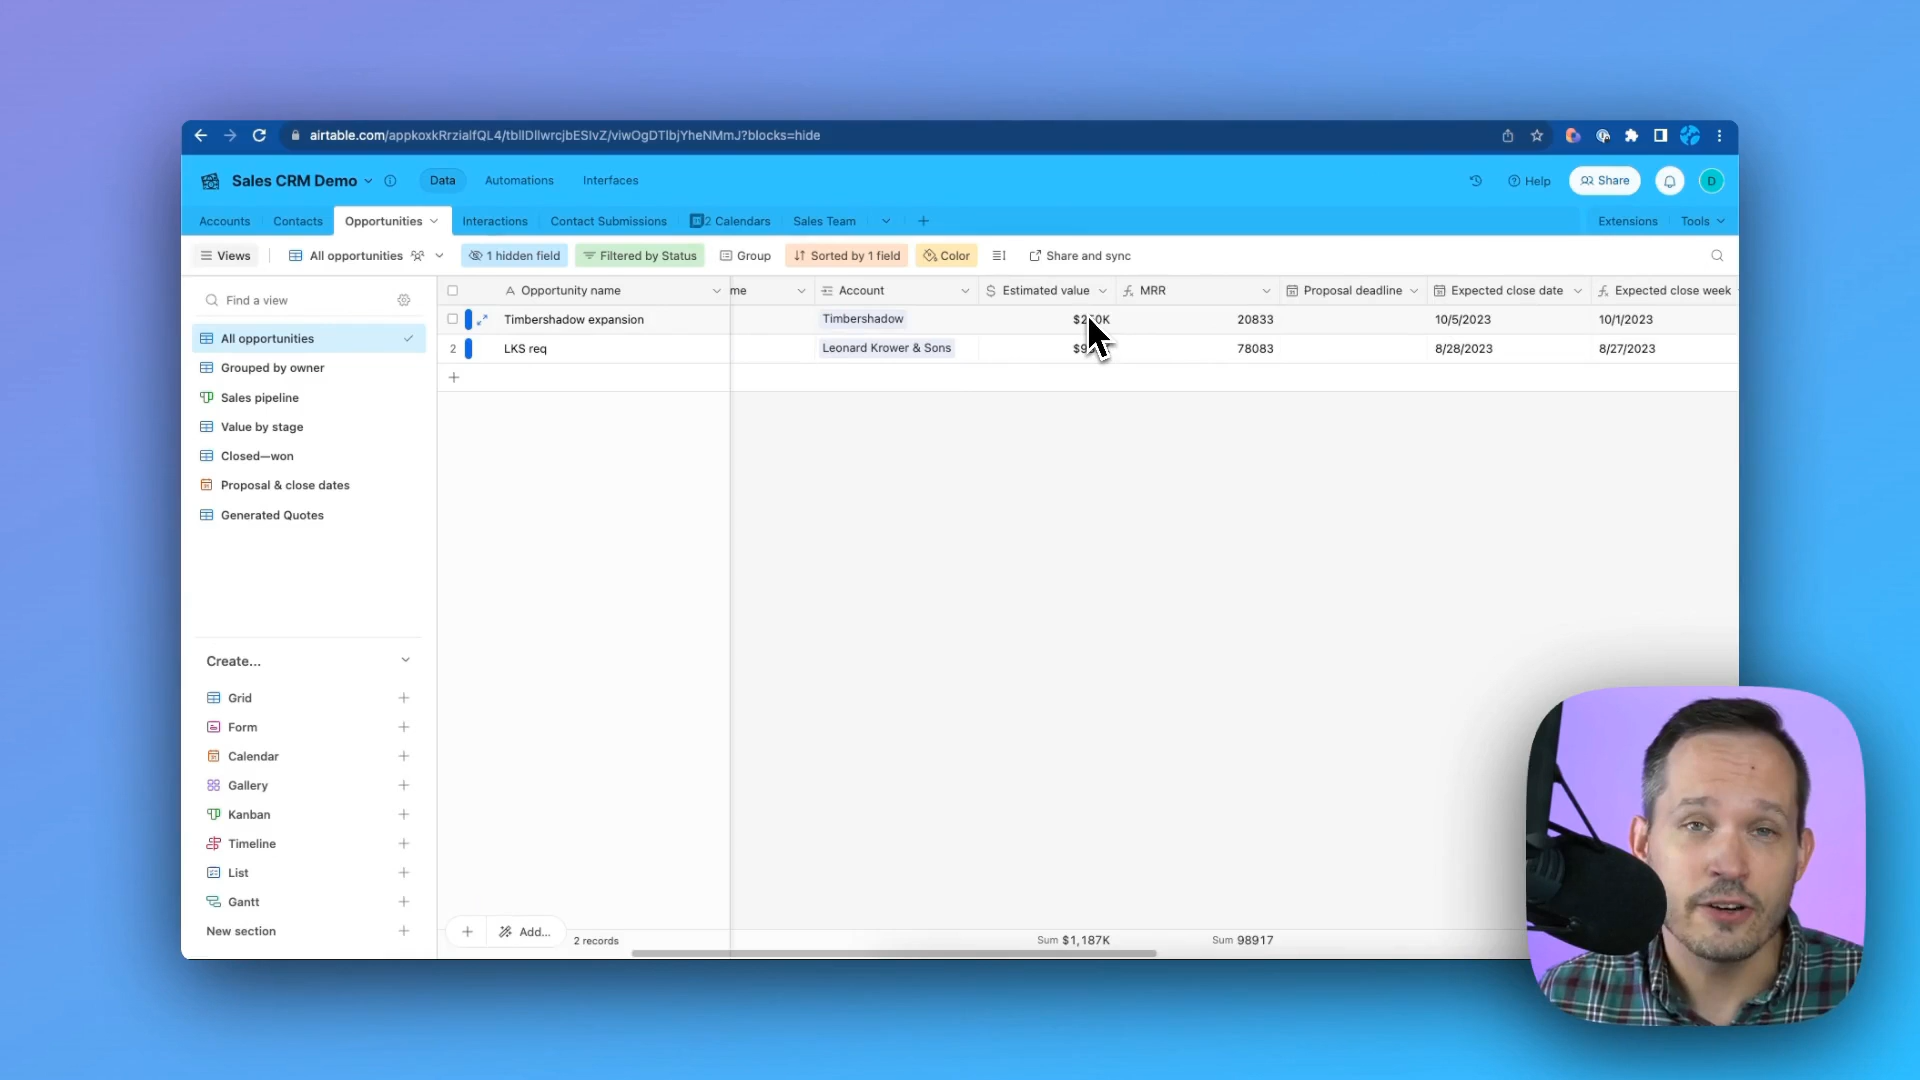 airtable.com/appkoxkRrzialfQL4/tblIDIlwrcjbESIvZ/viwOgDTlbjYheNMmJ?blocks=hide
Sales CRM Demo
Data
Automations
Interfaces
Help
Share
D
Accounts
Contacts
Opportunities
Interactions
Contact Submissions
2 Calendars
Sales Team
Extensions
Tools
Views
All opportunities
1 hidden field
Filtered by Status
Group
Sorted by 1 field
Color
Share and sync
Find a view
All opportunities
Grouped by owner
Sales pipeline
Value by stage
Closed—won
Proposal & close dates
Generated Quotes
Create...
Grid
Form
Calendar
Gallery
Kanban
Timeline
List
Gantt
New section
Opportunity name me Account Estimated value MRR Proposal deadline Expected close date Expected close week
Timbershadow expansion Timbershadow 20833 10/5/2023 10/1/2023
2 LKS req Leonard Krower & Sons 78083 8/28/2023 8/27/2023
Add...
2 records
Sum $1,187K
Sum 98917